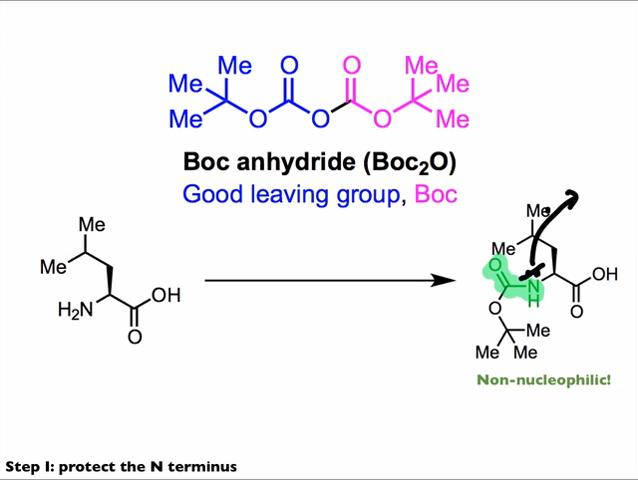 Me O O Me
Me Me
Me O O O Me
Boc anhydride (Boc₂O)
Good leaving group, Boc
Me
Me
OH
H₂N
O
Me
Me
O
OH
N
H
O
O
Me
Me Me
Non-nucleophilic!
Step 1: protect the N terminus